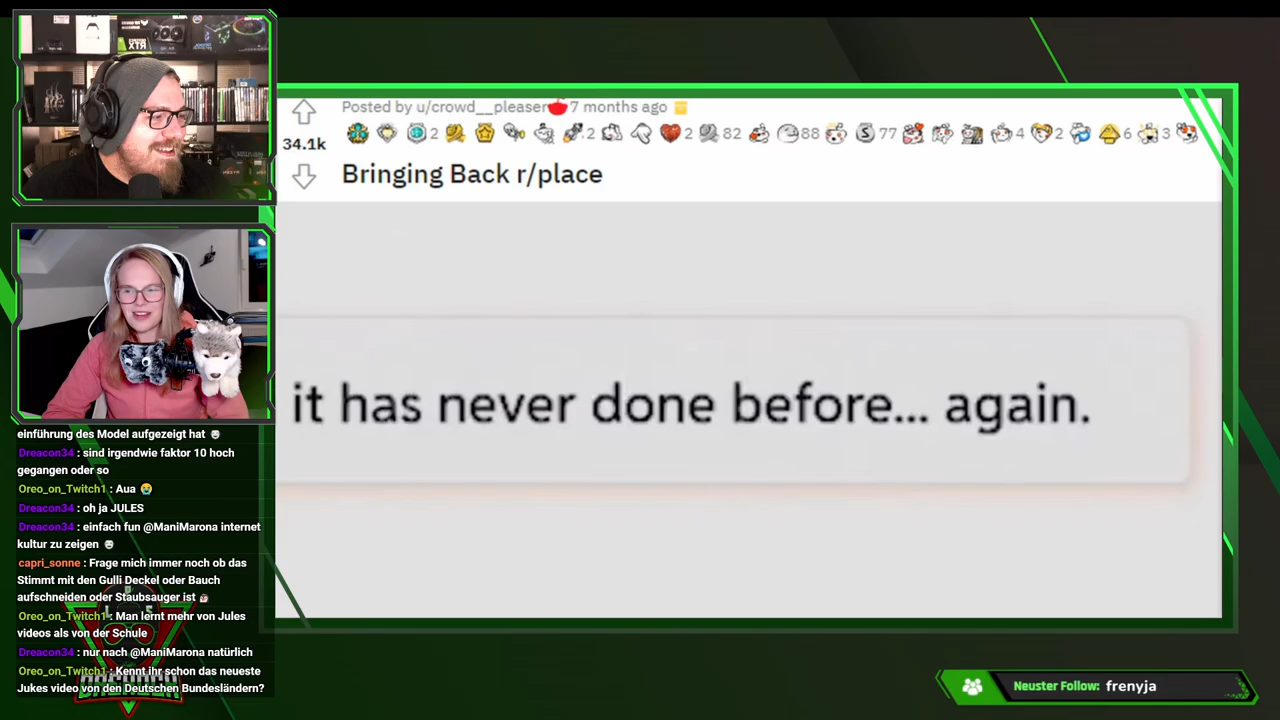 Posted by u/crowd__pleaser 7 months ago
34.1k
2 2 2 82 88 77 4 2 6 3
Bringing Back r/place
it has never done before... again.
einführung des Model aufgezeigt hat
Dreacon34 : sind irgendwie faktor 10 hoch
gegangen oder so
Oreo_on_Twitch1 : Aua
Dreacon34 : oh ja JULES
Dreacon34 : einfach fun @ManiMarona internet
kultur zu zeigen
capri_sonne : Frage mich immer noch ob das
Stimmt mit den Gulli Deckel oder Bauch
aufschneiden oder Staubsauger ist
Oreo_on_Twitch1 : Man lernt mehr von Jules
videos als von der Schule
Dreacon34 : nur nach @ManiMarona natürlich
Oreo_on_Twitch1 : Kennt ihr schon das neueste
Jukes video von den Deutschen Bundesländern?
Neuster Follow: frenyja